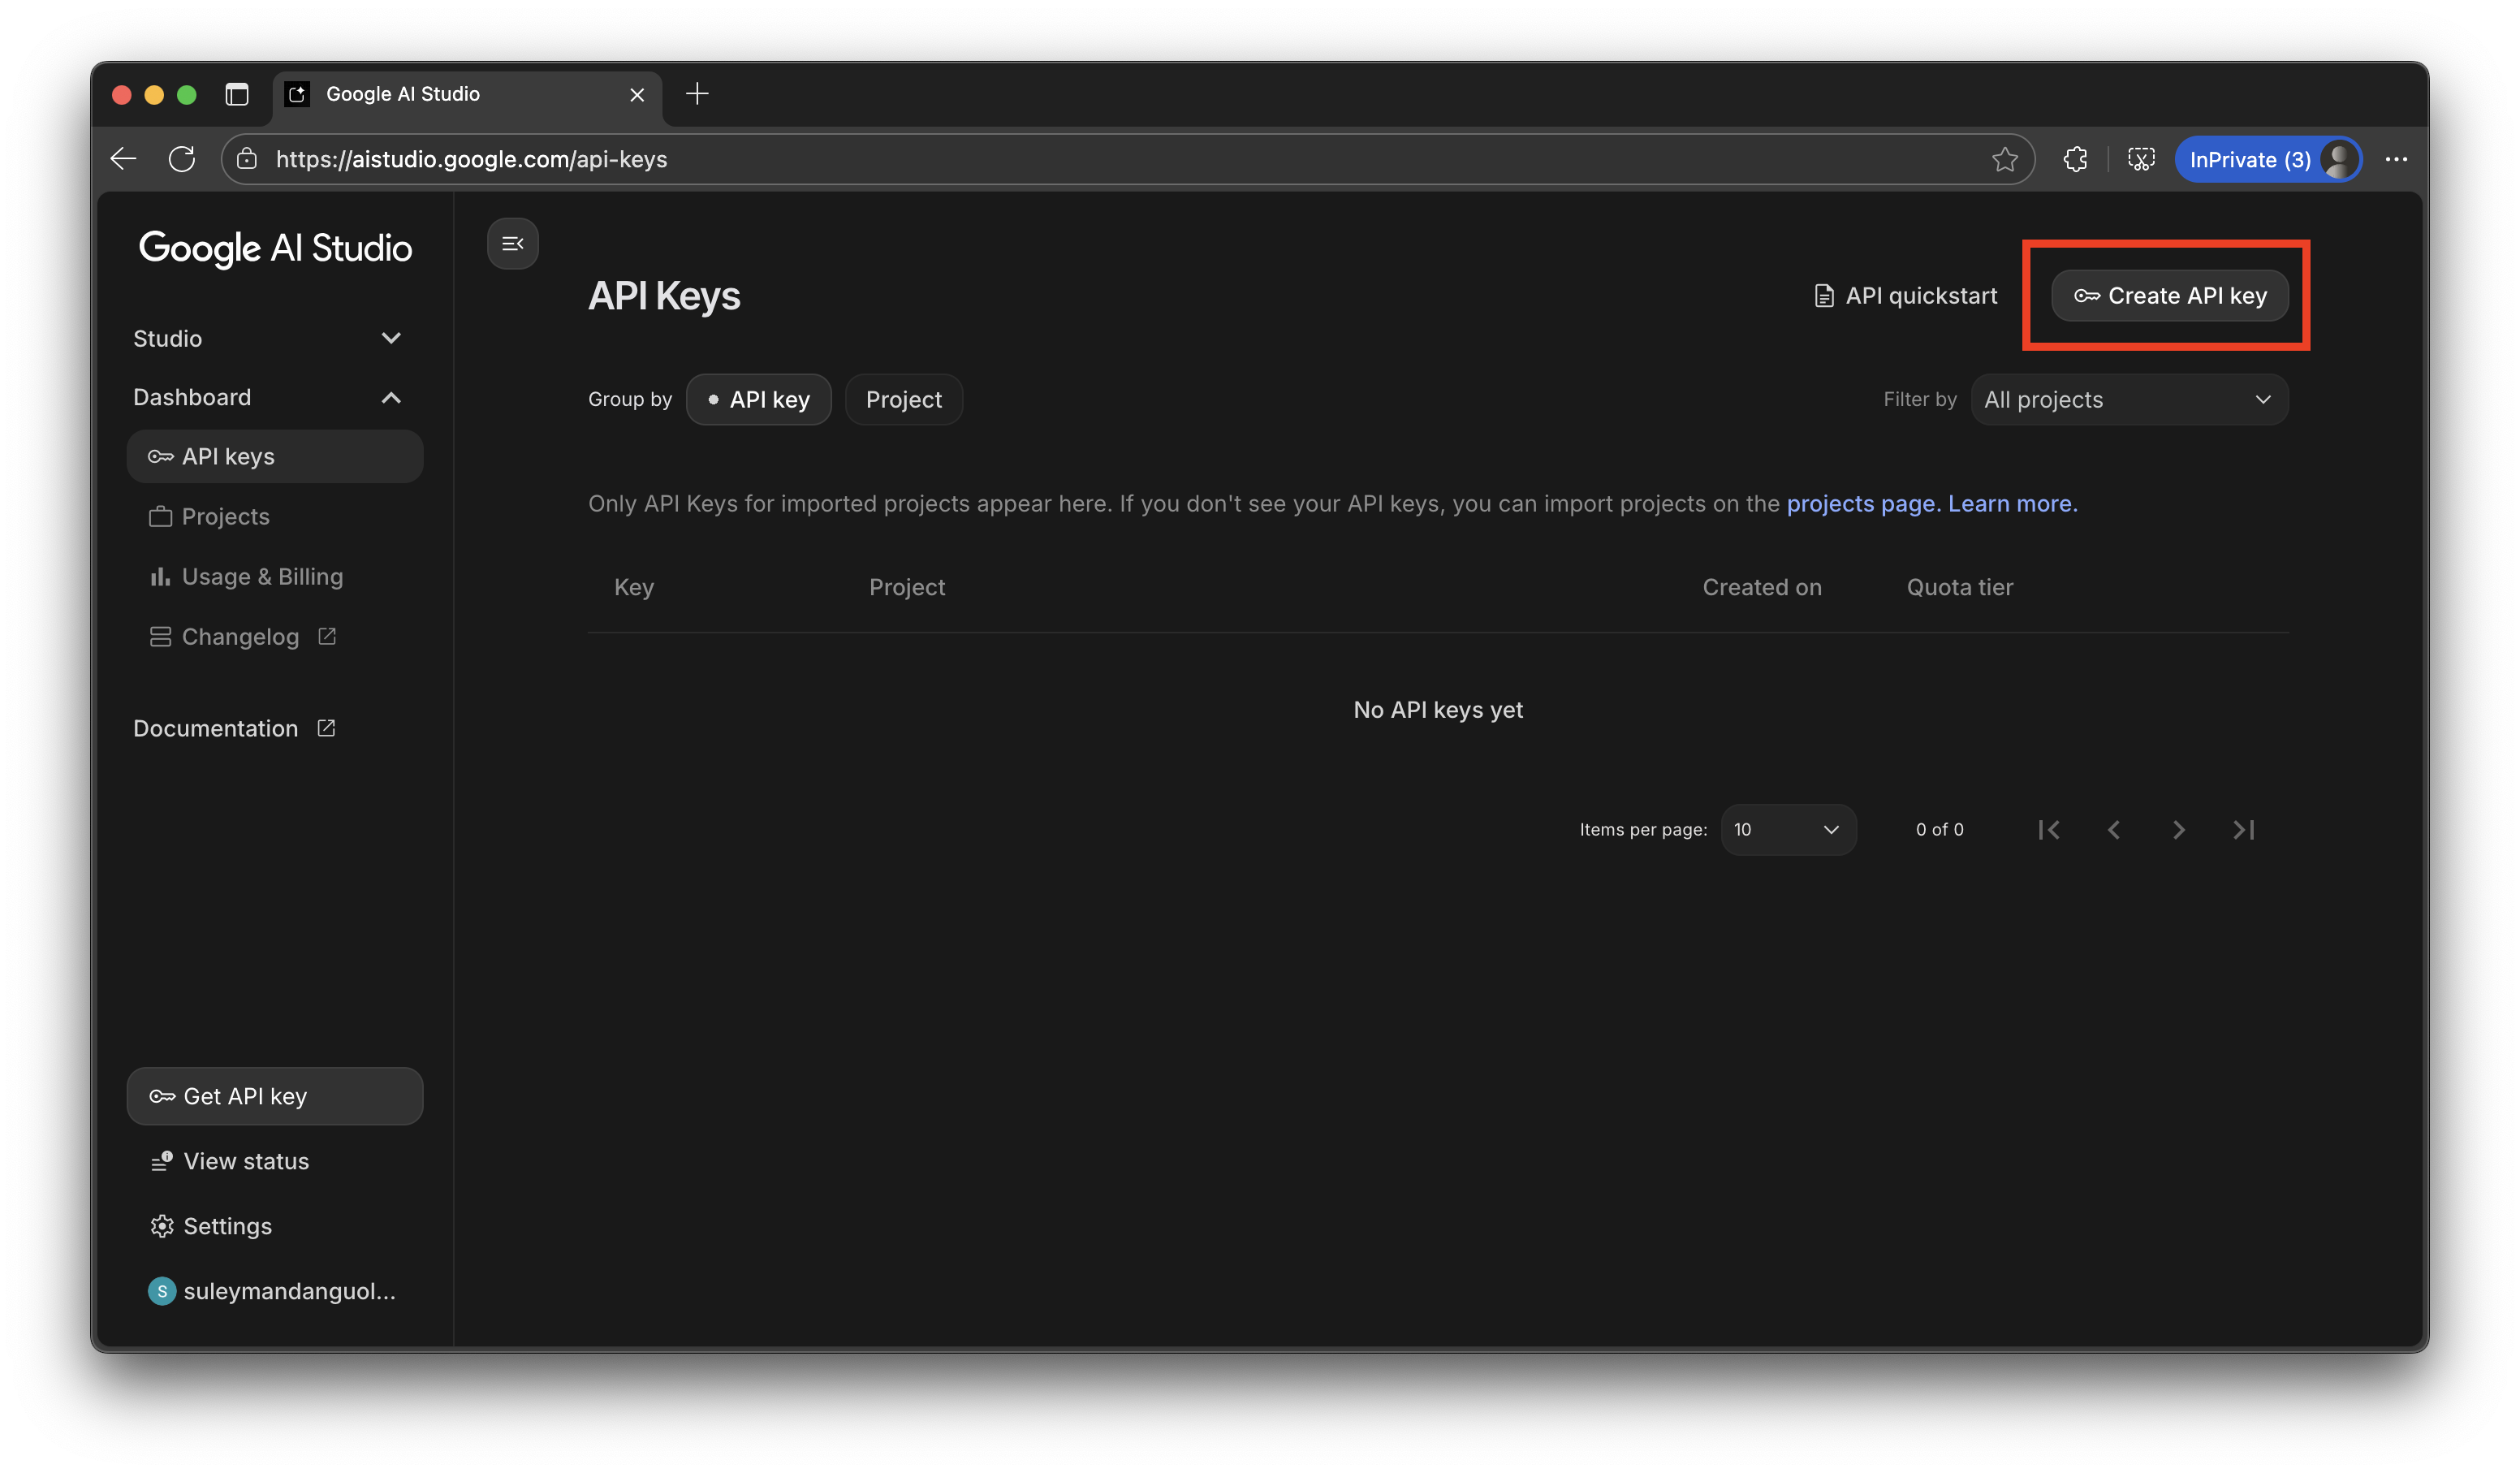 Google AI Studio
https://aistudio.google.com/api-keys
InPrivate (3)
Google AI Studio
Studio
Dashboard
API keys
Projects
Usage & Billing
Changelog
Documentation
Get API key
View status
Settings
S suleymandanguol...
API Keys
API quickstart
Create API key
Group by API key Project
Filter by All projects
Only API Keys for imported projects appear here. If you don't see your API keys, you can import projects on the projects page. Learn more.
Key Project Created on Quota tier
No API keys yet
Items per page: 10 0 of 0